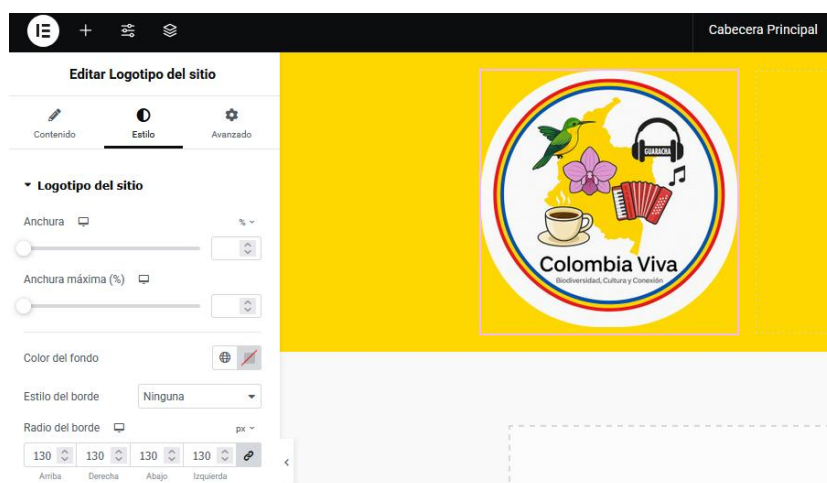 Cabecera Principal
Editar Logotipo del sitio
Contenido
Estilo
Avanzado
Logotipo del sitio
Anchura
%
Anchura máxima (%)
Color del fondo
Estilo del borde
Ninguna
Radio del borde
px
130
130
130
130
Arriba
Derecha
Abajo
Izquierda
GUARACHA
Colombia Viva
Biodiversidad, Cultura y Conexión